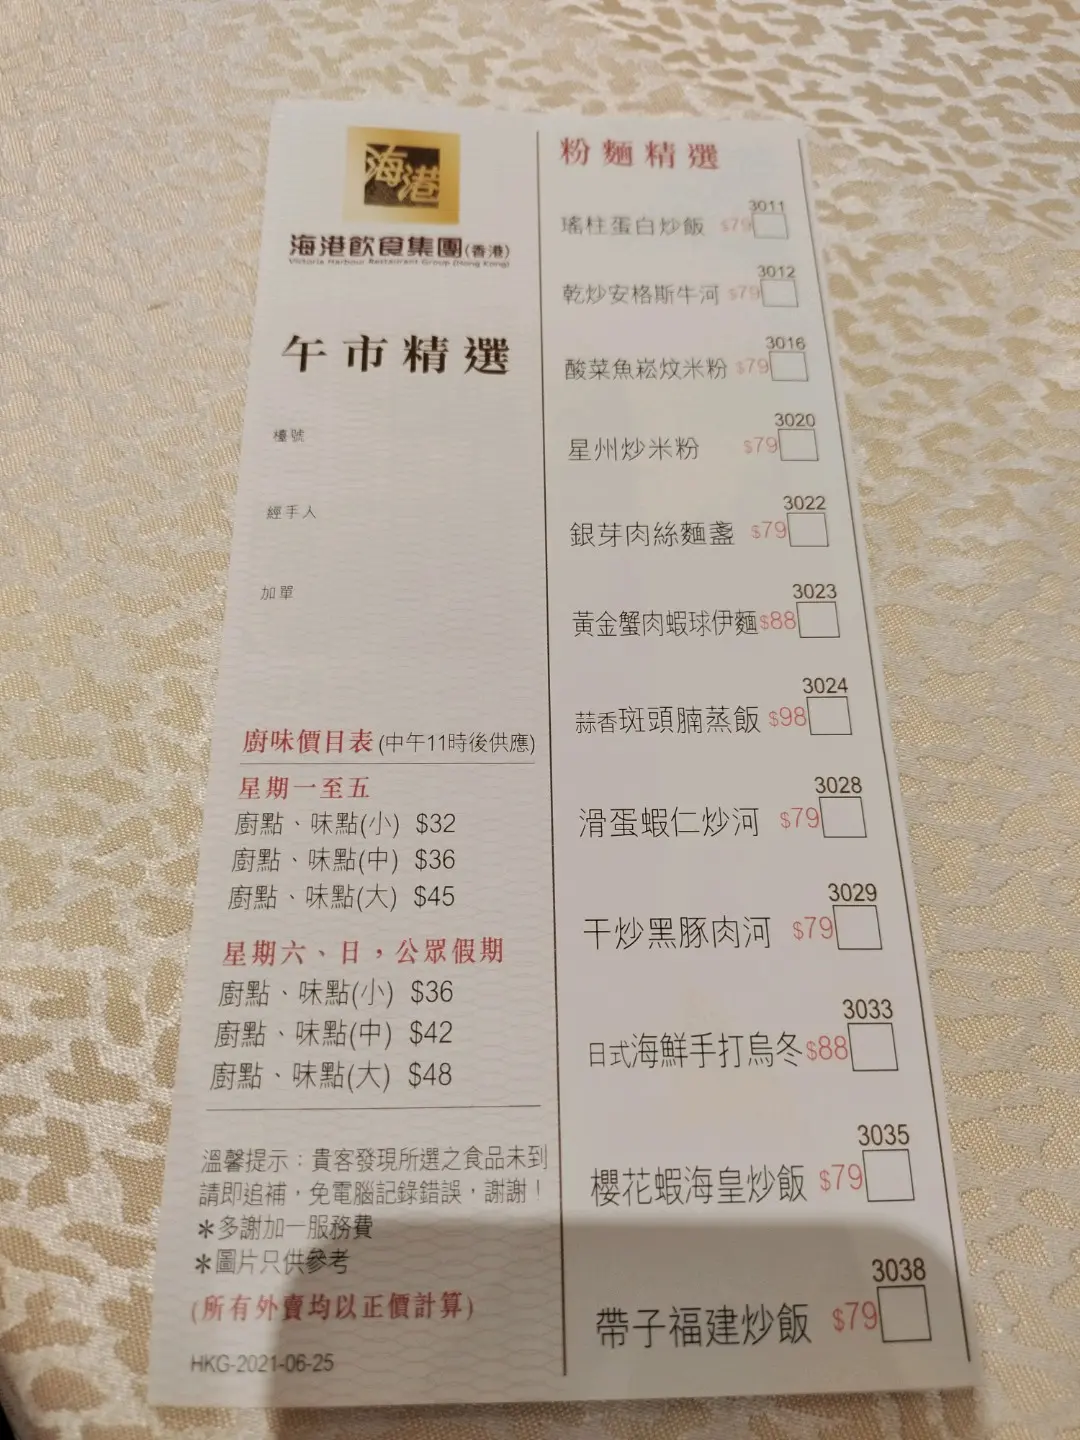 海港
海港飲食集團(香港)
Victoria Harbour Restaurant Group (Hong Kong)
午市精選
檯號
經手人
加單
廚味價目表(中午11時後供應)
星期一至五
廚點、味點(小) $32
廚點、味點(中) $36
廚點、味點(大) $45
星期六、日，公眾假期
廚點、味點(小) $36
廚點、味點(中) $42
廚點、味點(大) $48
溫馨提示：貴客發現所選之食品未到
請即追補，免電腦記錄錯誤，謝謝！
*多謝加一服務費
*圖片只供參考
(所有外賣均以正價計算)
HKG-2021-06-25
粉麵精選
3011
瑤柱蛋白炒飯 $79
3012
乾炒安格斯牛河 $79
3016
酸菜魚崧炆米粉 $79
3020
星州炒米粉 $79
3022
銀芽肉絲麵盞 $79
3023
黃金蟹肉蝦球伊麵 $88
3024
蒜香斑頭腩蒸飯 $98
3028
滑蛋蝦仁炒河 $79
3029
干炒黑豚肉河 $79
3033
日式海鮮手打烏冬 $88
3035
櫻花蝦海皇炒飯 $79
3038
帶子福建炒飯 $79